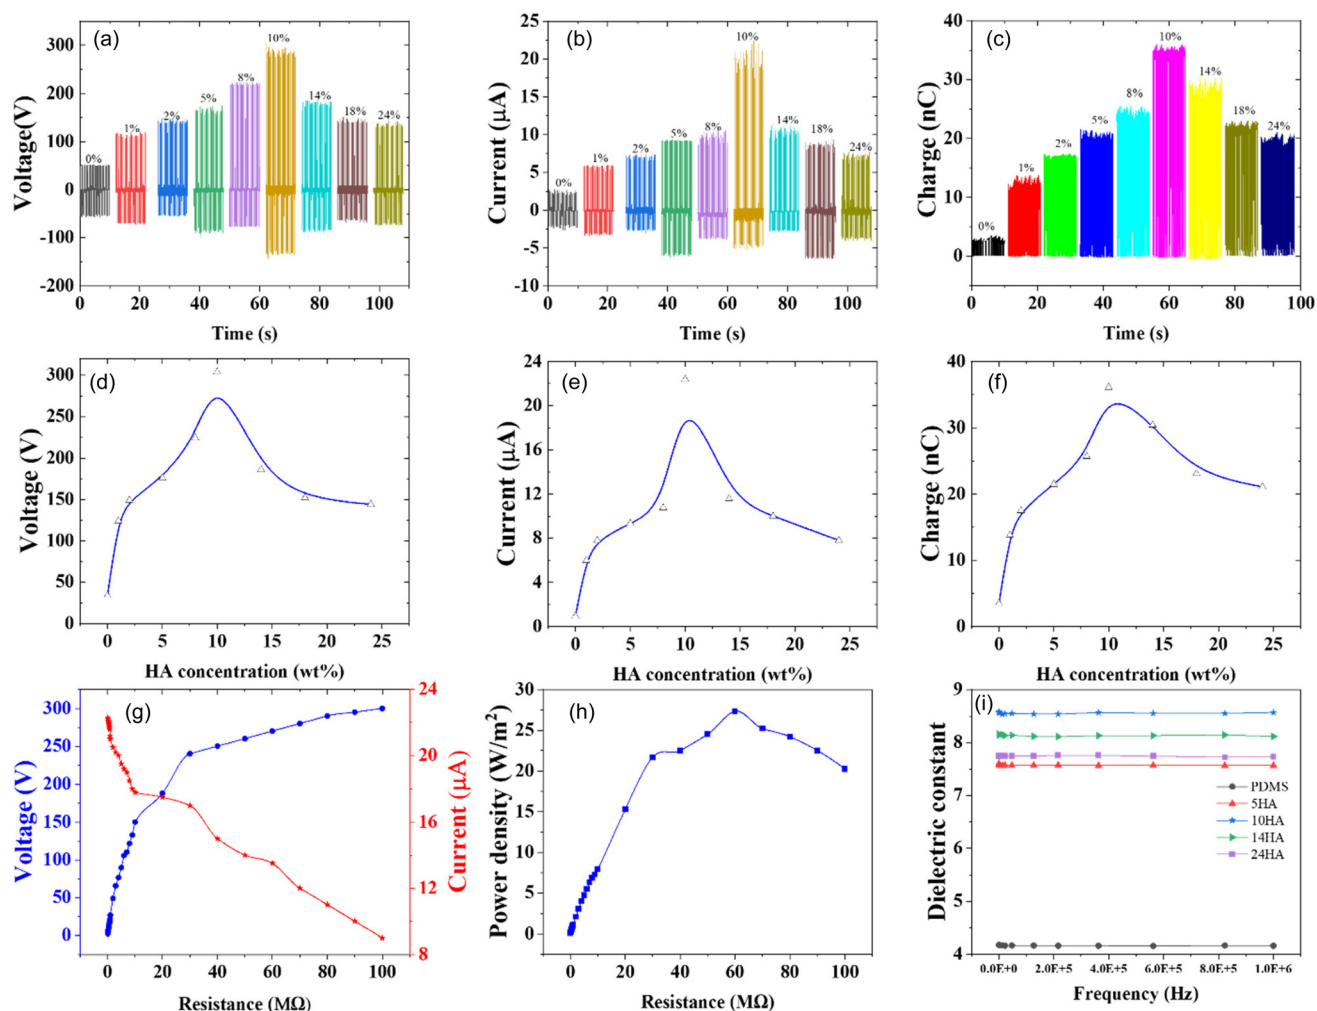 (a)
Voltage(V)
300
200
100
0
-100
-200
0%
1%
2%
5%
8%
10%
14%
18%
24%
0 20 40 60 80 100
Time (s)
(b)
Current (μA)
25
20
15
10
5
0
-5
-10
0%
1%
2%
5%
8%
10%
14%
18%
24%
0 20 40 60 80 100
Time (s)
(c)
Charge (nC)
40
30
20
10
0
0%
1%
2%
5%
8%
10%
14%
18%
24%
0 20 40 60 80 100
Time (s)
(d)
Voltage (V)
300
250
200
150
100
50
0
0 5 10 15 20 25
HA concentration (wt%)
(e)
Current (μA)
24
20
16
12
8
4
0
0 5 10 15 20 25
HA concentration (wt%)
(f)
Charge (nC)
40
30
20
10
0
0 5 10 15 20 25
HA concentration (wt%)
(g)
Voltage (V)
300
250
200
150
100
50
0
24
20
16
12
8
Current (μA)
0 20 40 60 80 100
Resistance (MΩ)
(h)
Power density (W/m²)
30
25
20
15
10
5
0
0 20 40 60 80 100
Resistance (MΩ)
(i)
Dielectric constant
9
8
7
6
5
4
PDMS
5HA
10HA
14HA
24HA
0.0E+0 2.0E+5 4.0E+5 6.0E+5 8.0E+5 1.0E+6
Frequency (Hz)